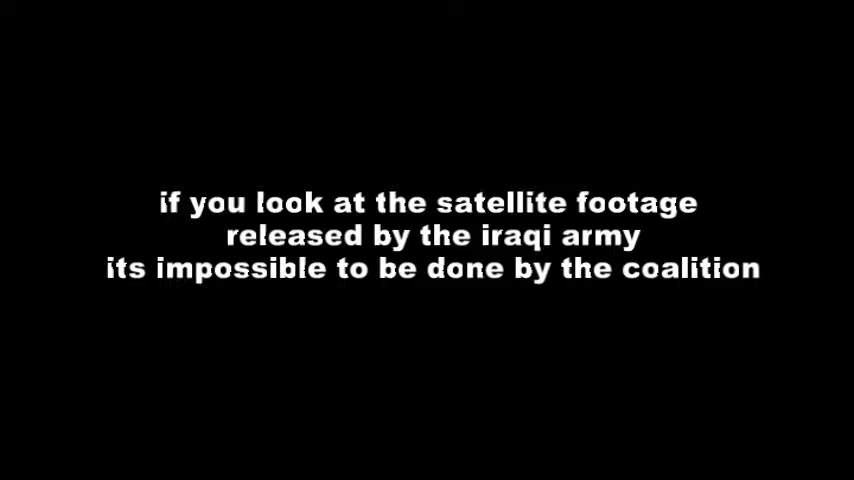 if you look at the satellite footage
released by the iraqi army
its impossible to be done by the coalition